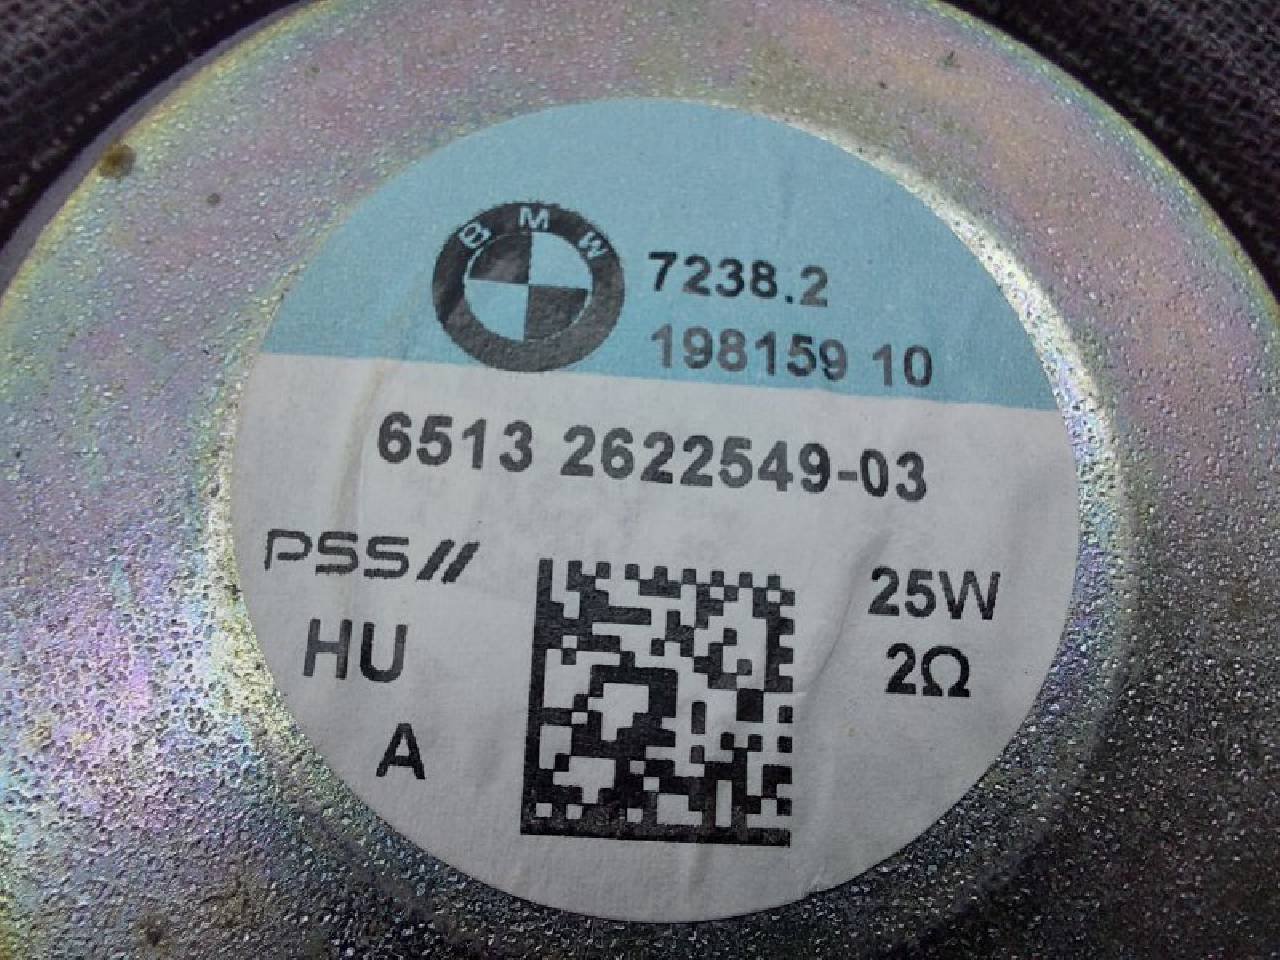 BMW
7238.2
198159 10
6513 2622549-03
PSS//
25W
HU
2Ω
A